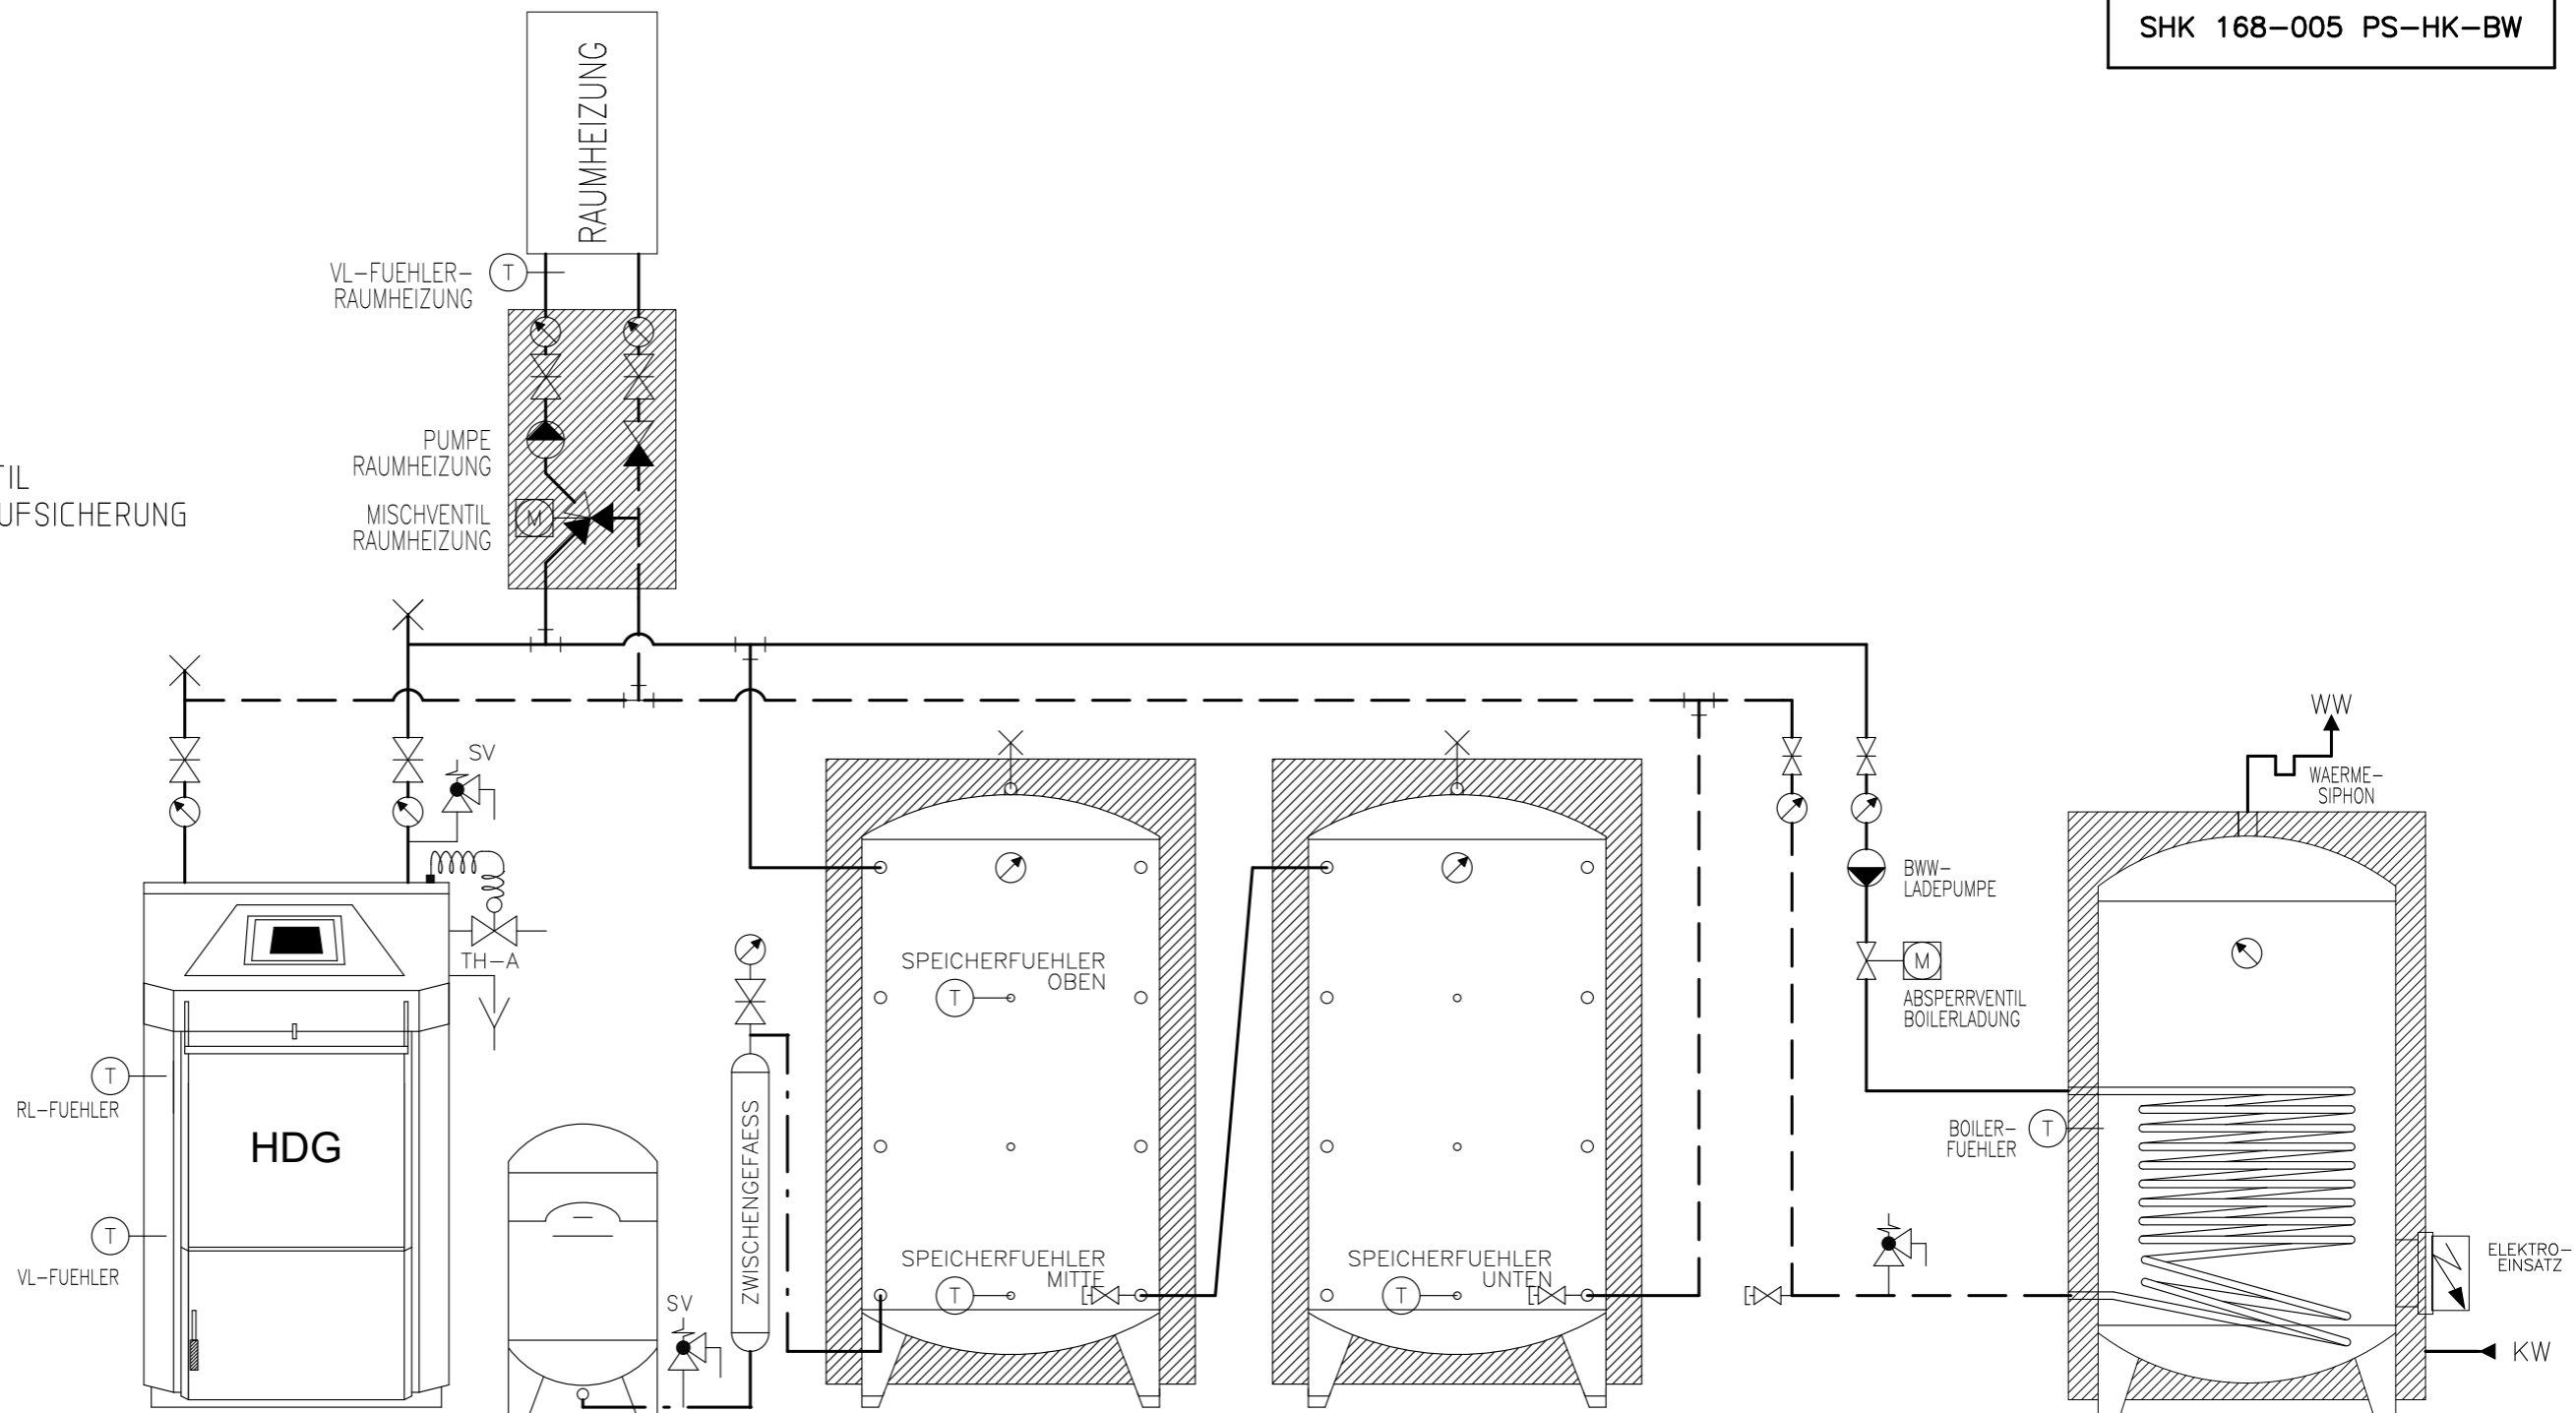 SHK 168-005 PS-HK-BW
RAUMHEIZUNG
VL-FUEHLER-
RAUMHEIZUNG
T
PUMPE
RAUMHEIZUNG
TIL
UFSICHERUNG
MISCHVENTIL
RAUMHEIZUNG
M
SV
WW
WAERME-
SIPHON
BWW-
LADEPUMPE
TH-A
SPEICHERFUEHLER
OBEN
T
M
ABSPERRVENTIL
BOILERLADUNG
T
RL-FUEHLER
HDG
ZWISCHENGEFAESS
BOILER-
FUEHLER
T
T
VL-FUEHLER
SPEICHERFUEHLER
MITTE
T
SPEICHERFUEHLER
UNTEN
T
ELEKTRO-
EINSATZ
SV
KW